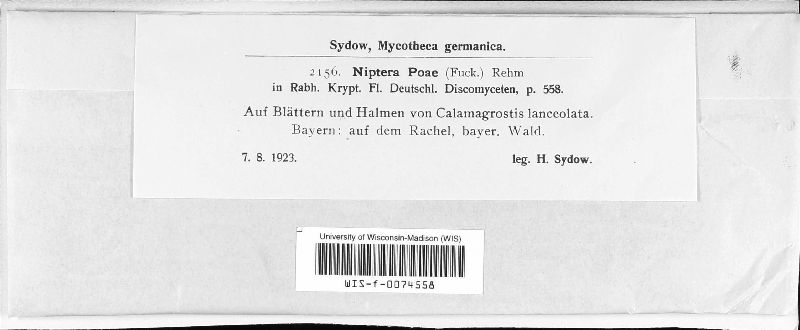 Sydow, Mycotheca germanica.
2156. Niptera Poae (Fuck.) Rehm
in Rabh. Krypt. Fl. Deutschl. Discomyceten, p. 558.
Auf Blättern und Halmen von Calamagrostis lanceolata.
Bayern: auf dem Rachel, bayer. Wald.
7. 8. 1923. leg. H. Sydow.
University of Wisconsin-Madison (WIS)
WIS-f-0074558